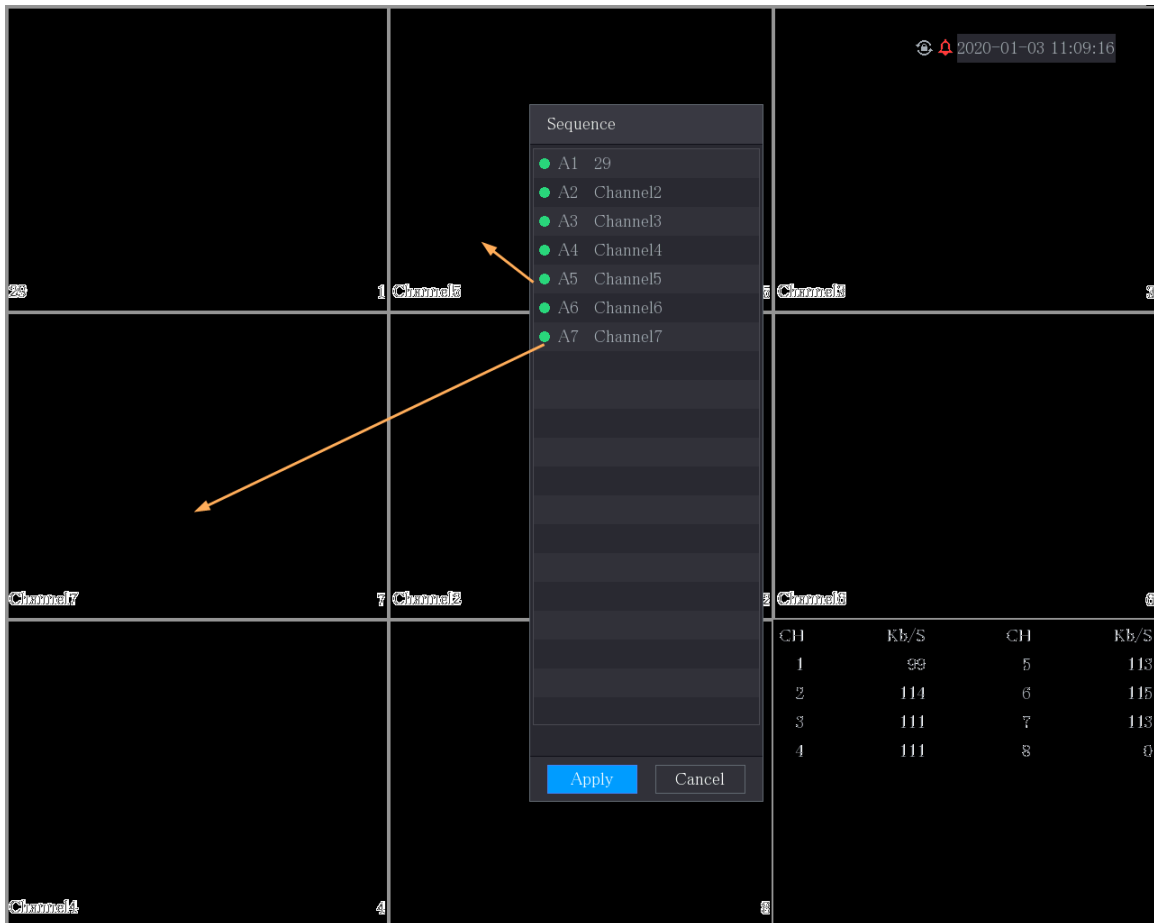 2020-01-03 11:09:16
Sequence
A1 29
A2 Channel2
A3 Channel3
A4 Channel4
A5 Channel5
A6 Channel6
A7 Channel7
Apply Cancel
29 1 Channel5 5 Channel3 3
Channel7 7 Channel2 2 Channel6 6
CH Kb/S CH Kb/S
1 99 5 113
2 114 6 115
3 111 7 113
4 111 8 0
Channel4 4 8